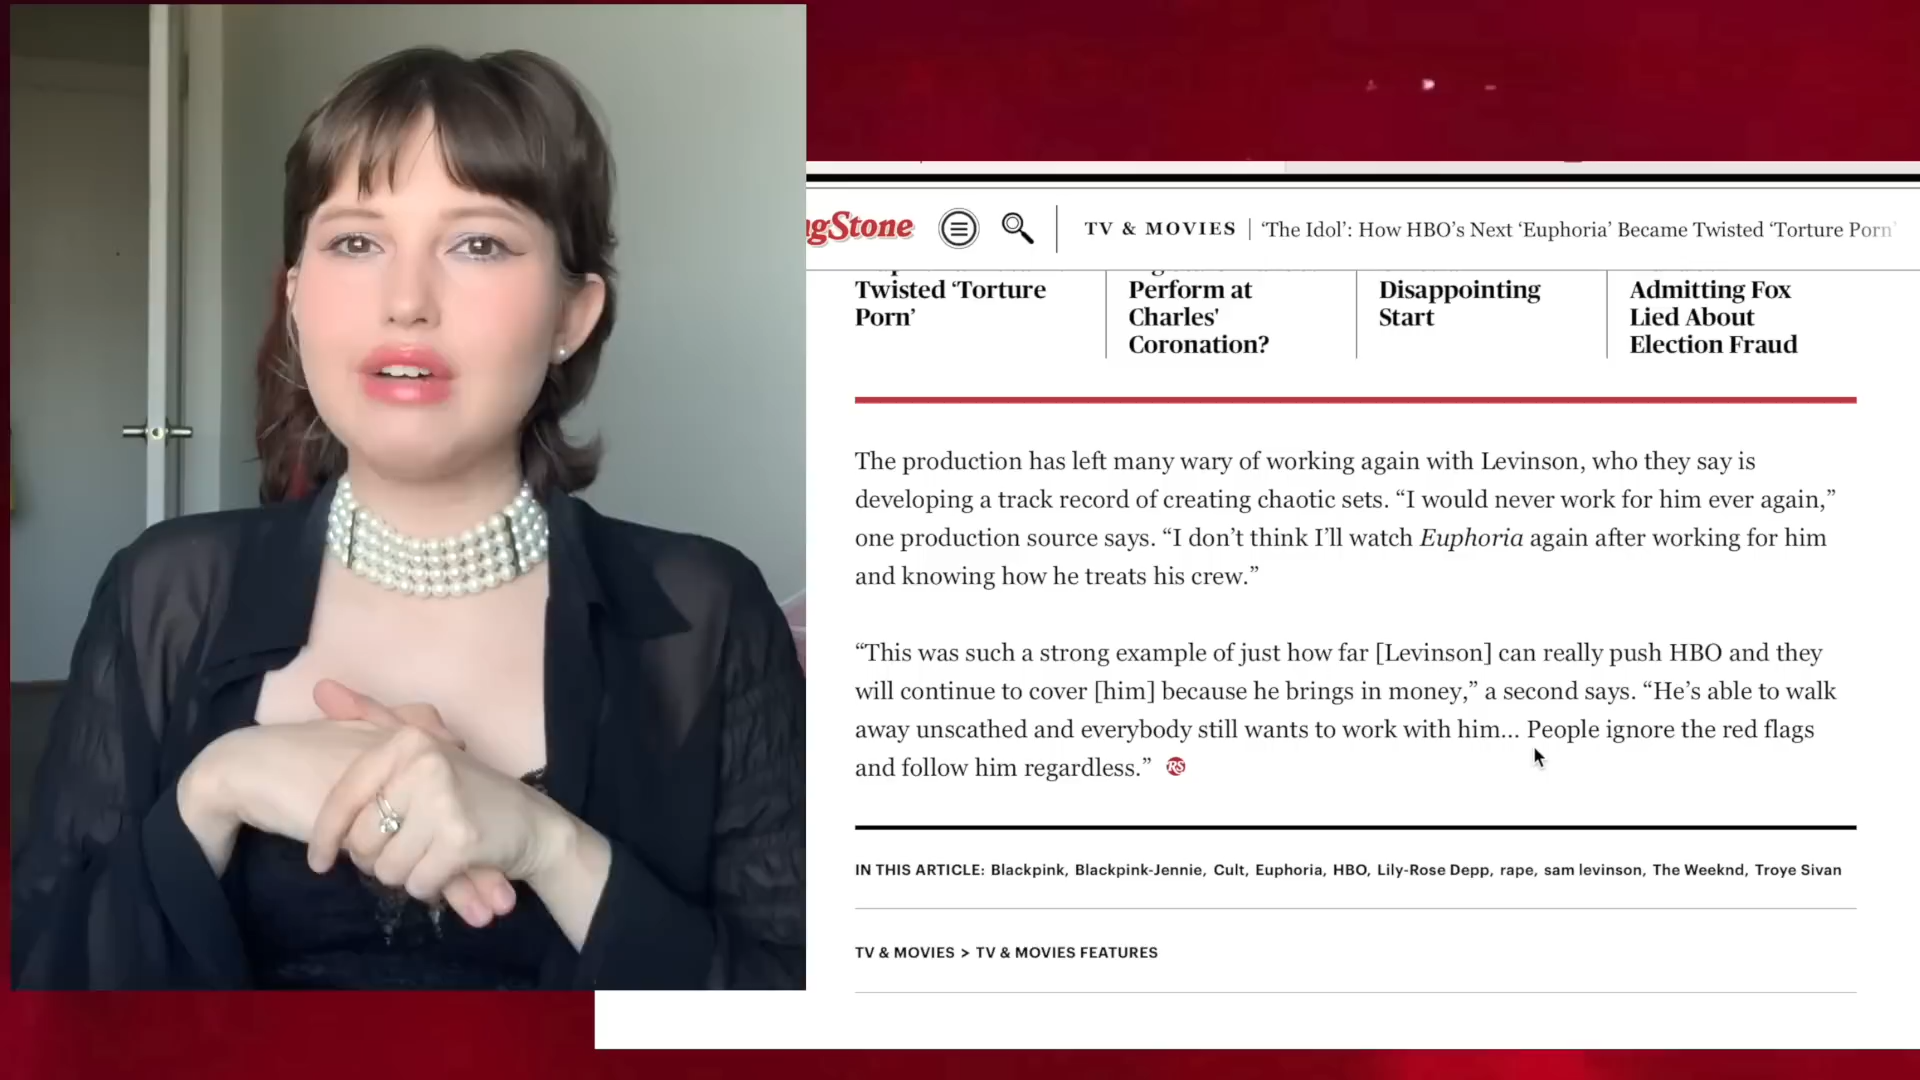 gStone
TV & MOVIES | ‘The Idol’: How HBO’s Next ‘Euphoria’ Became Twisted ‘Torture Porn’
Twisted ‘Torture
Porn’
Perform at
Charles'
Coronation?
Disappointing
Start
Admitting Fox
Lied About
Election Fraud
The production has left many wary of working again with Levinson, who they say is
developing a track record of creating chaotic sets. “I would never work for him ever again,”
one production source says. “I don’t think I’ll watch Euphoria again after working for him
and knowing how he treats his crew.”
“This was such a strong example of just how far [Levinson] can really push HBO and they
will continue to cover [him] because he brings in money,” a second says. “He’s able to walk
away unscathed and everybody still wants to work with him... People ignore the red flags
and follow him regardless.” RS
IN THIS ARTICLE: Blackpink, Blackpink-Jennie, Cult, Euphoria, HBO, Lily-Rose Depp, rape, sam levinson, The Weeknd, Troye Sivan
TV & MOVIES > TV & MOVIES FEATURES